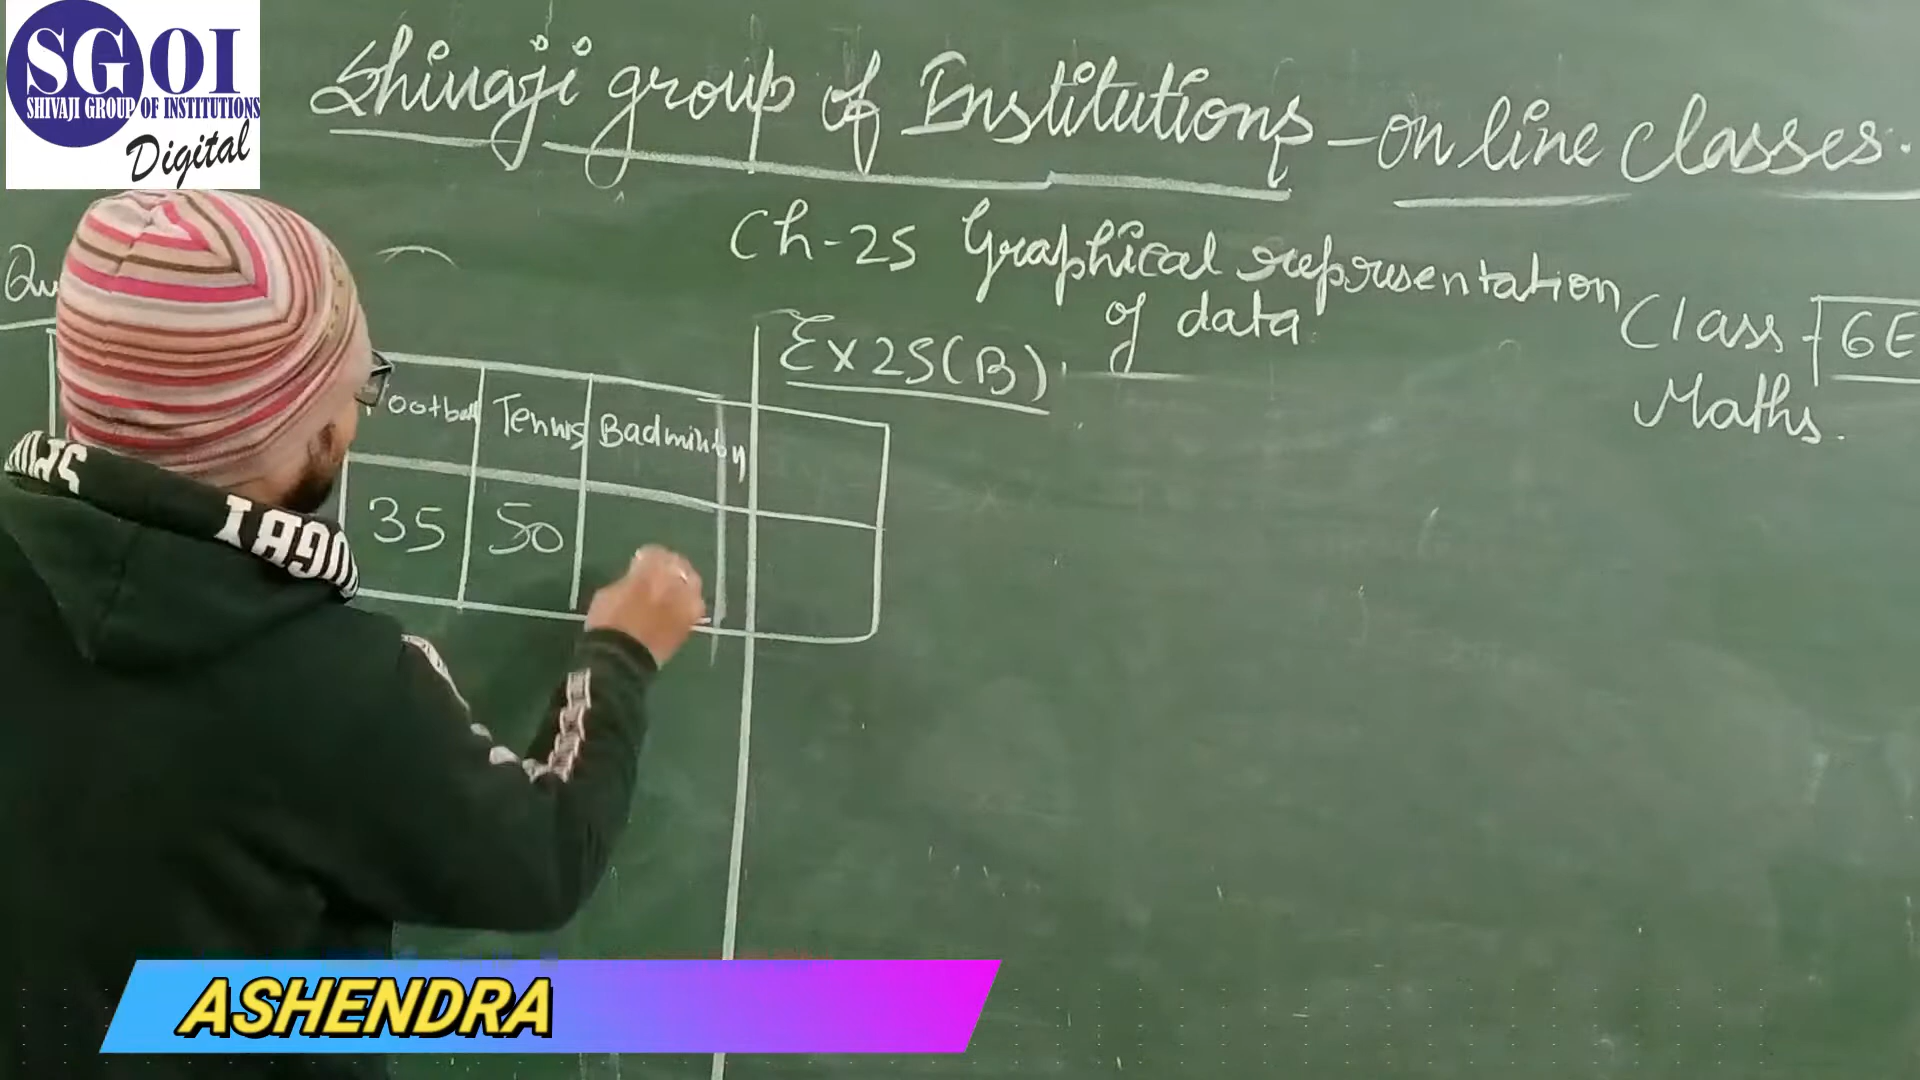 SGOI
SHIVAJI GROUP OF INSTITUTIONS
Digital
Shivaji group of Institutions - on line classes.
Ch-25 Graphical representation of data
Class - 6E
Maths.
Ex 25(B).
Football Tennis Badminton
35 50
ASHENDRA